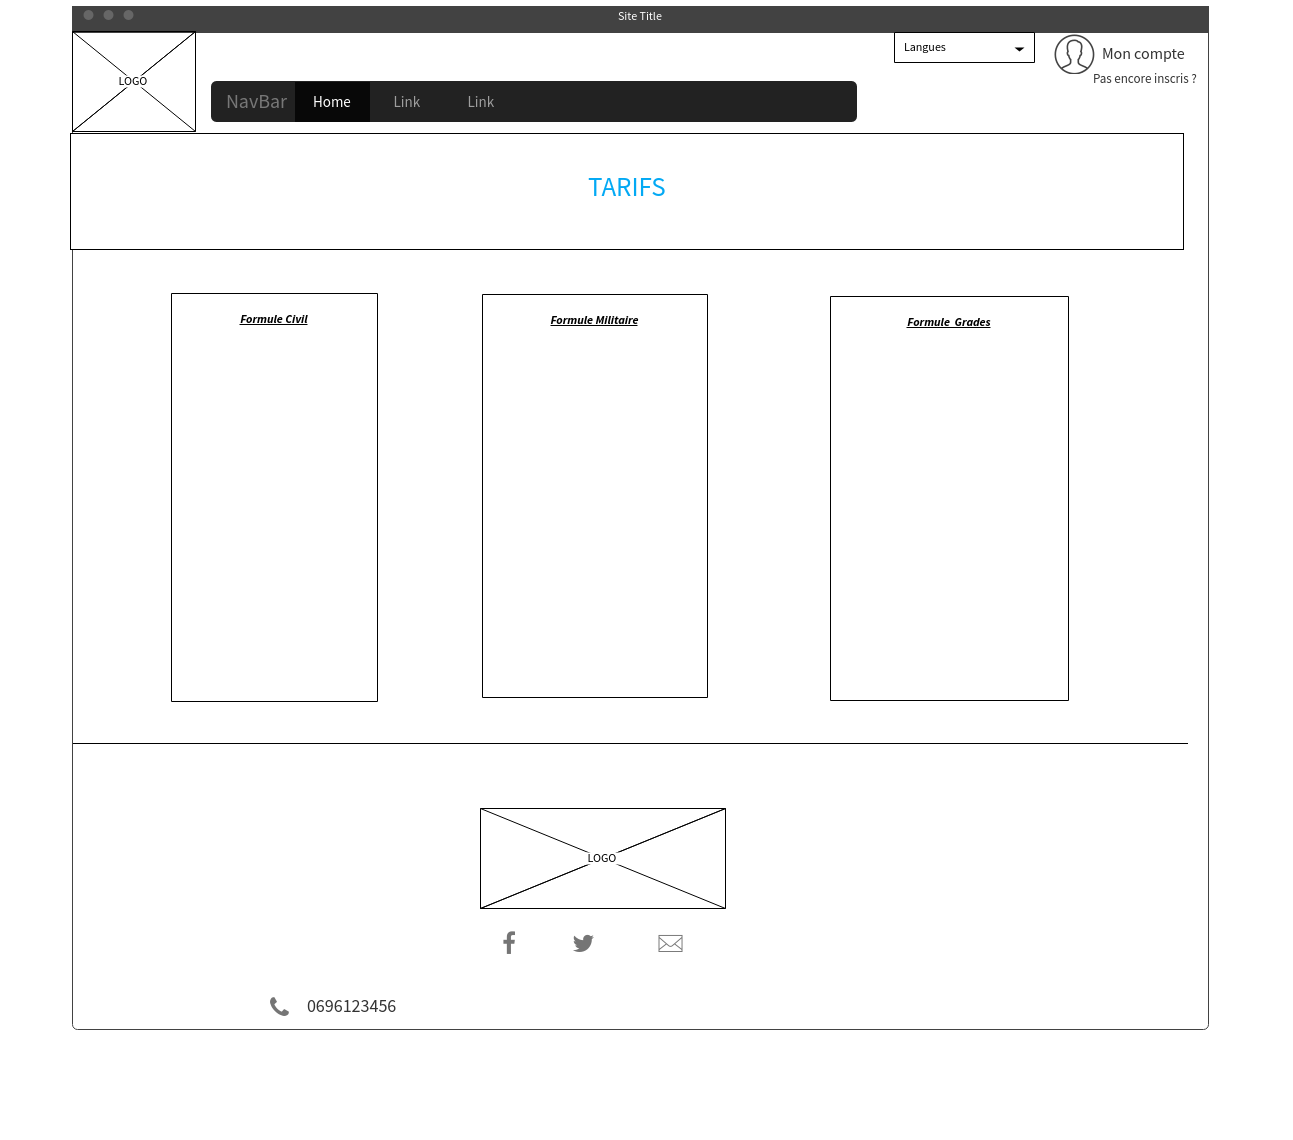 Site Title
LOGO
Langues
Mon compte
Pas encore inscris ?
NavBar Home Link Link
TARIFS
Formule Civil
Formule Militaire
Formule  Grades
LOGO
0696123456